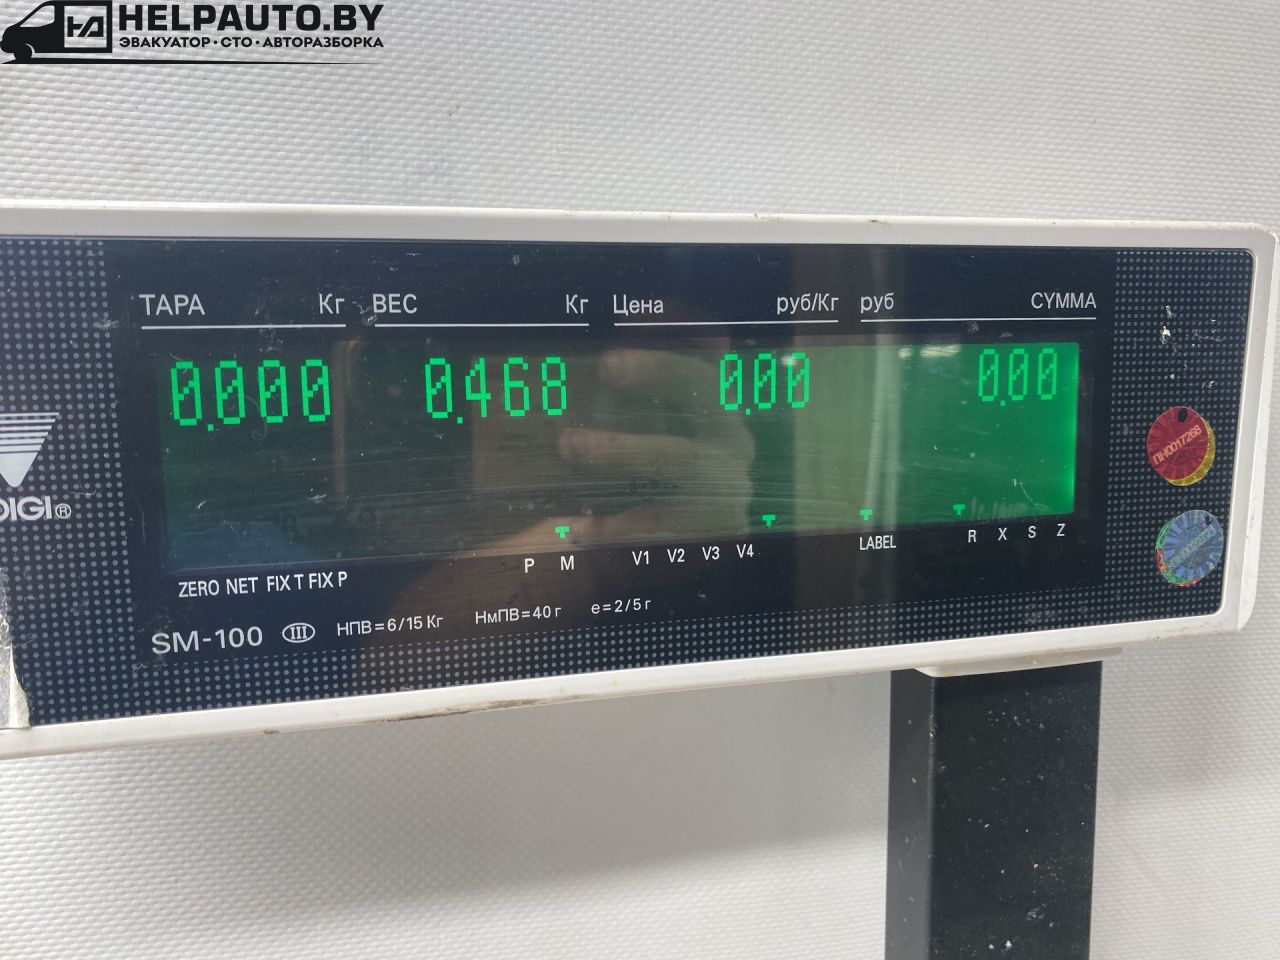 HELPAUTO.BY
ЭВАКУАТОР·СТО·АВТОРАЗБОРКА
ТАРА Кг ВЕС Кг Цена руб/Кг руб СУММА
0.000 0.468 0.00 0.00
ПН0017268
DIGI®
LABEL R X S Z
P M V1 V2 V3 V4
ZERO NET FIX T FIX P
SM-100 III НПВ=6/15 Кг НмПВ=40 г e=2/5 г